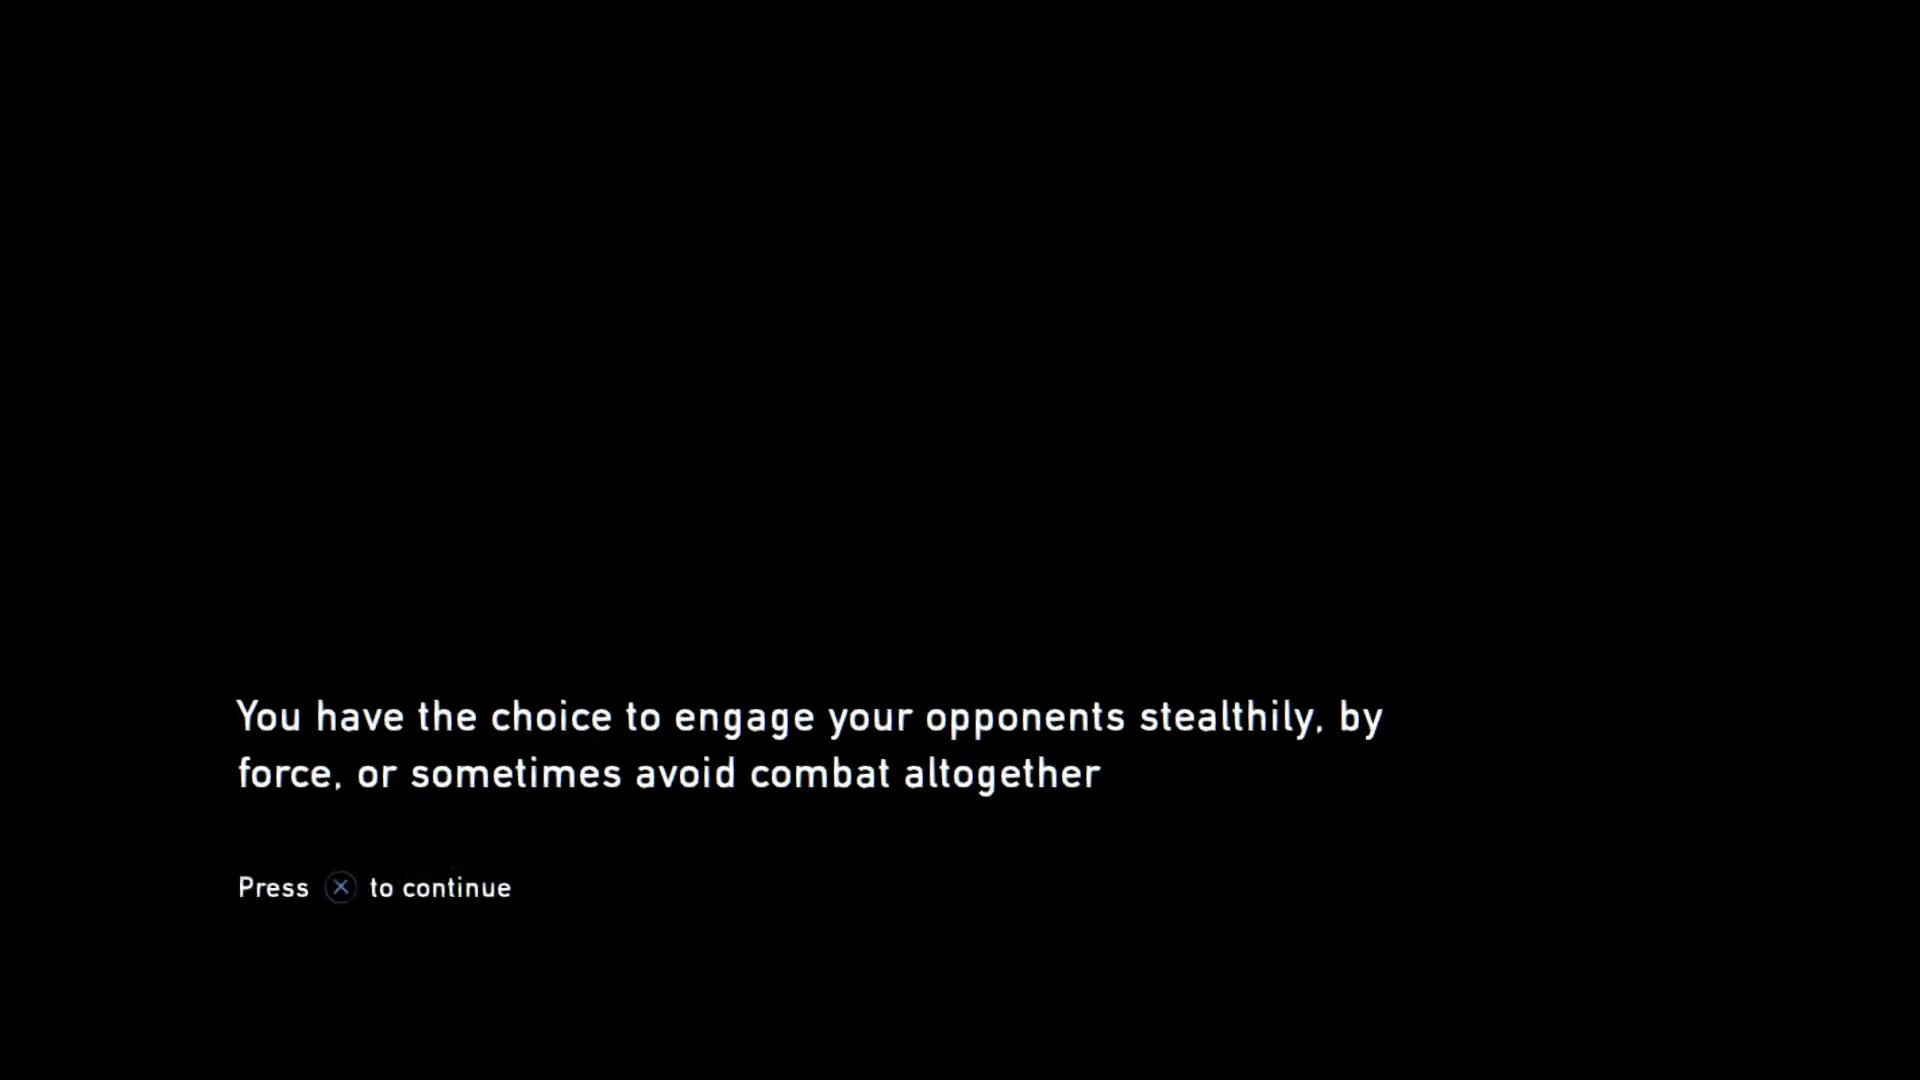 You have the choice to engage your opponents stealthily, by
force, or sometimes avoid combat altogether
Press ⓧ to continue